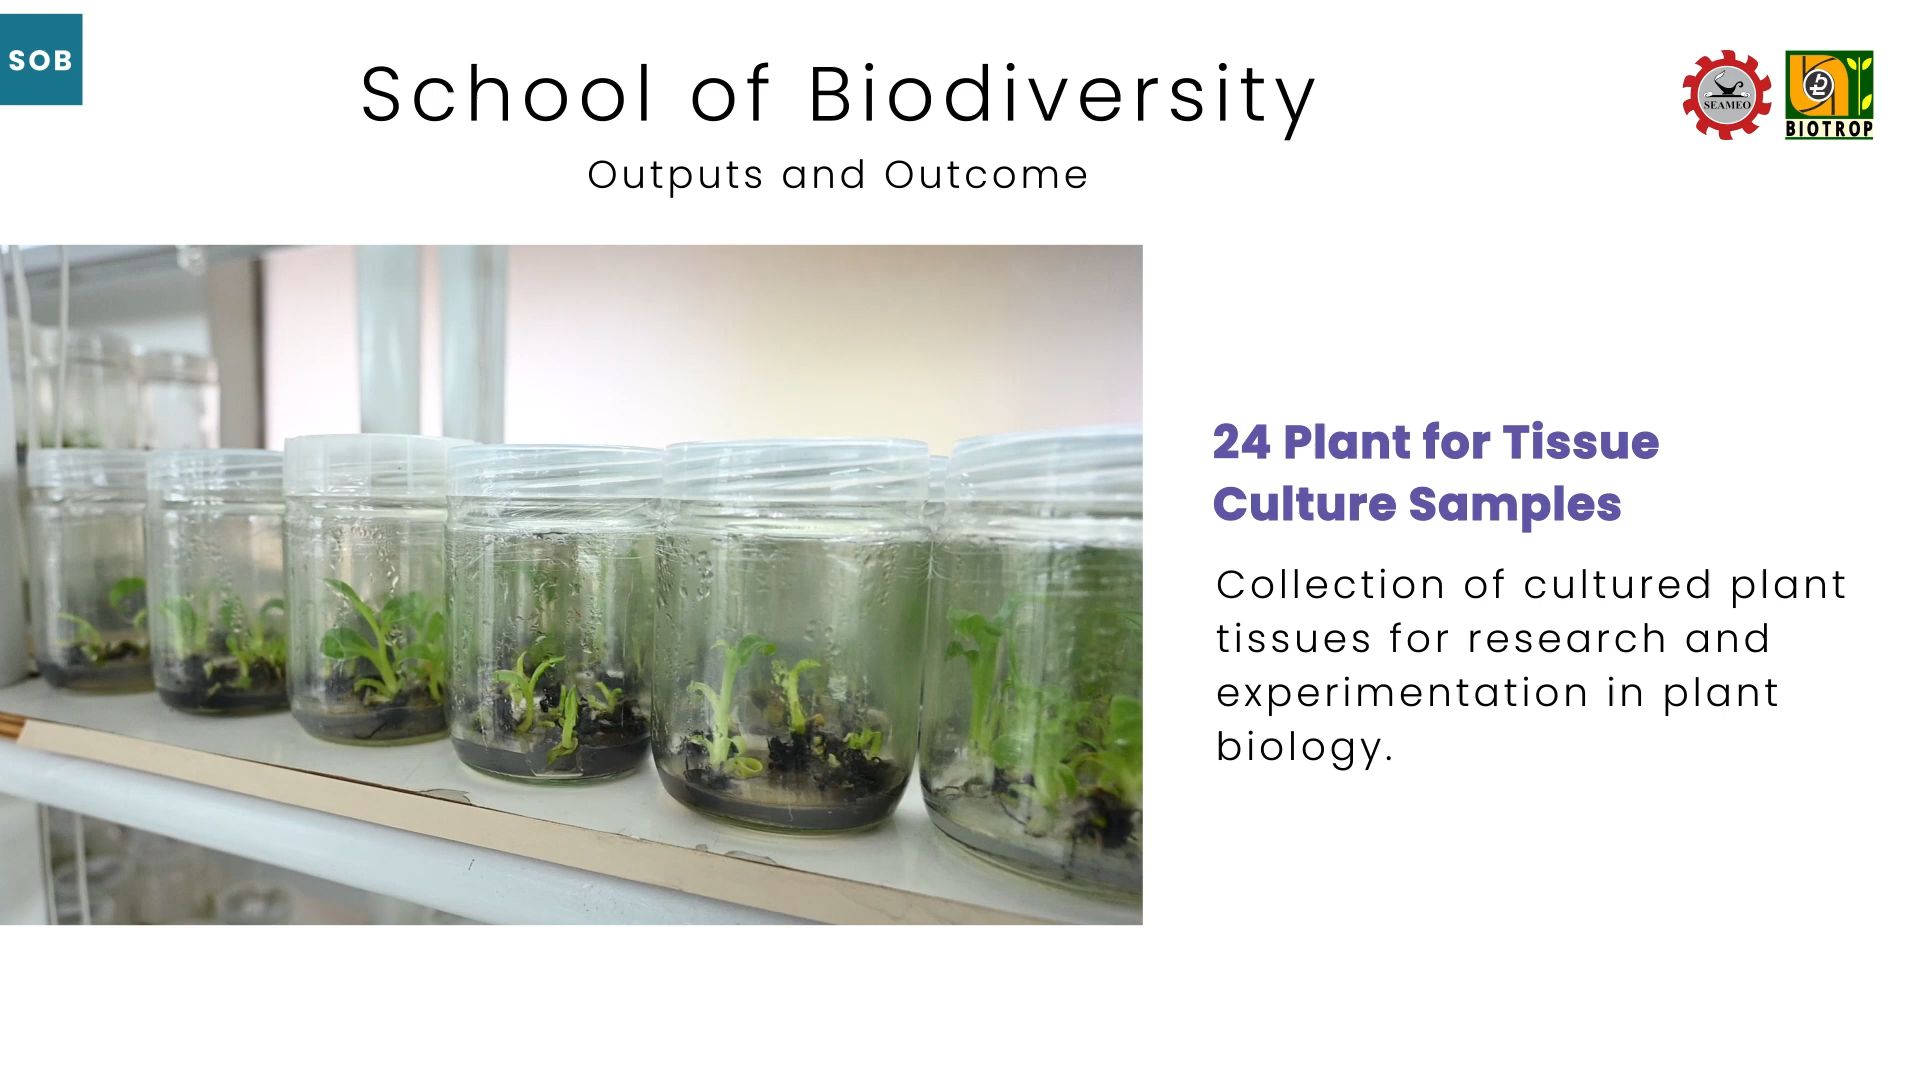 SOB
School of Biodiversity
Outputs and Outcome
SEAMEO
BIOTROP
24 Plant for Tissue
Culture Samples
Collection of cultured plant
tissues for research and
experimentation in plant
biology.